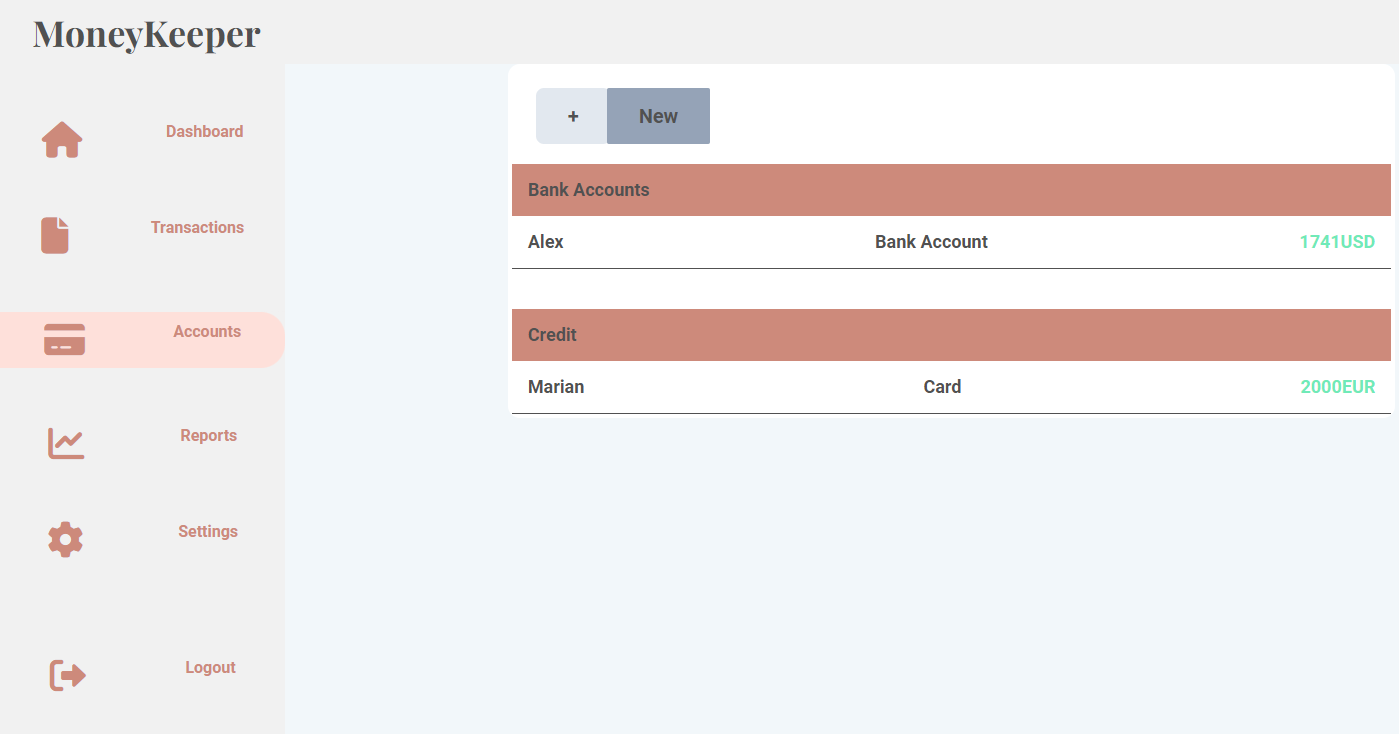 MoneyKeeper
Dashboard
Transactions
Accounts
Reports
Settings
Logout
+ New
Bank Accounts
Alex Bank Account 1741USD
Credit
Marian Card 2000EUR